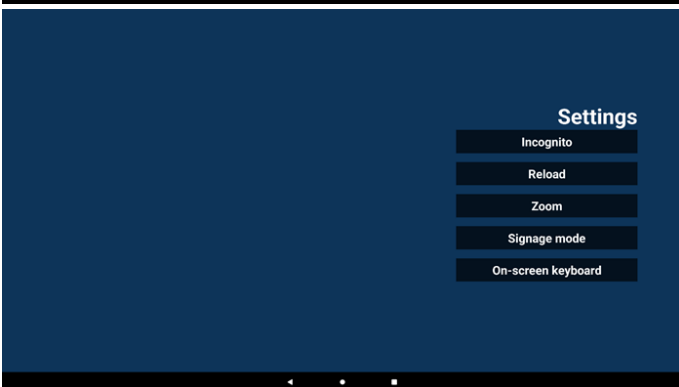 Settings
Incognito
Reload
Zoom
Signage mode
On-screen keyboard